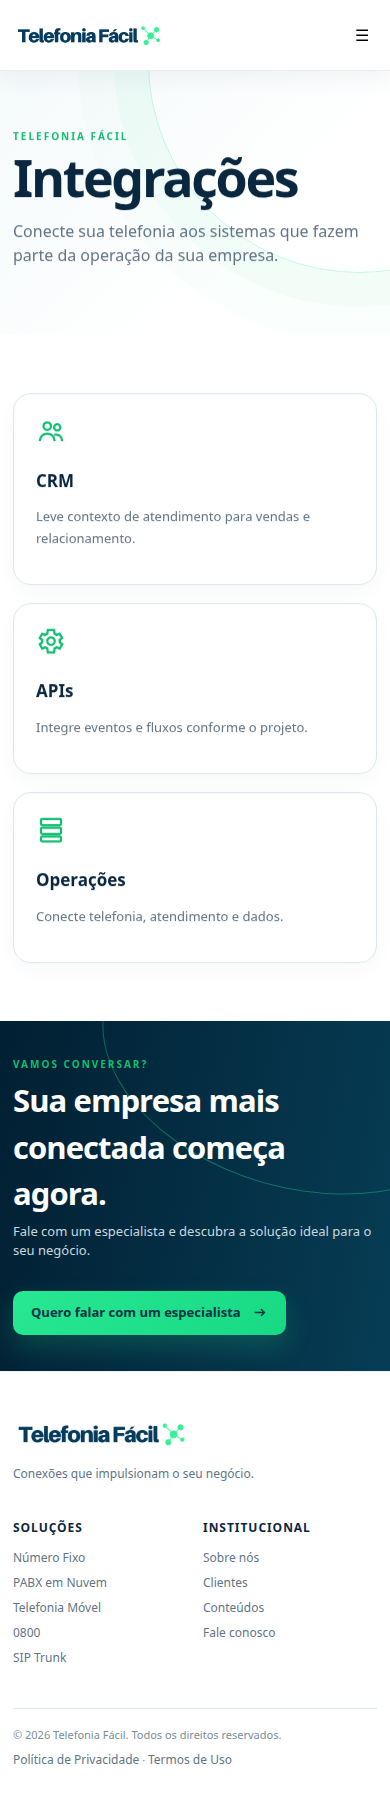 Telefonia Fácil
☰
TELEFONIA FÁCIL
Integrações
Conecte sua telefonia aos sistemas que fazem
parte da operação da sua empresa.
CRM
Leve contexto de atendimento para vendas e
relacionamento.
APIs
Integre eventos e fluxos conforme o projeto.
Operações
Conecte telefonia, atendimento e dados.
VAMOS CONVERSAR?
Sua empresa mais
conectada começa
agora.
Fale com um especialista e descubra a solução ideal para o
seu negócio.
Quero falar com um especialista →
Telefonia Fácil
Conexões que impulsionam o seu negócio.
SOLUÇÕES
Número Fixo
PABX em Nuvem
Telefonia Móvel
0800
SIP Trunk
INSTITUCIONAL
Sobre nós
Clientes
Conteúdos
Fale conosco
© 2026 Telefonia Fácil. Todos os direitos reservados.
Política de Privacidade · Termos de Uso